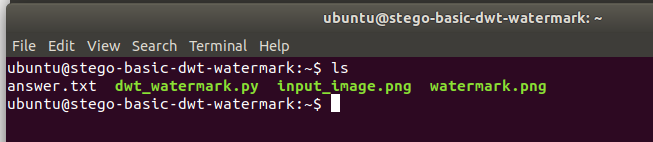 ubuntu@stego-basic-dwt-watermark: ~
File Edit View Search Terminal Help
ubuntu@stego-basic-dwt-watermark:~$ ls
answer.txt  dwt_watermark.py  input_image.png  watermark.png
ubuntu@stego-basic-dwt-watermark:~$